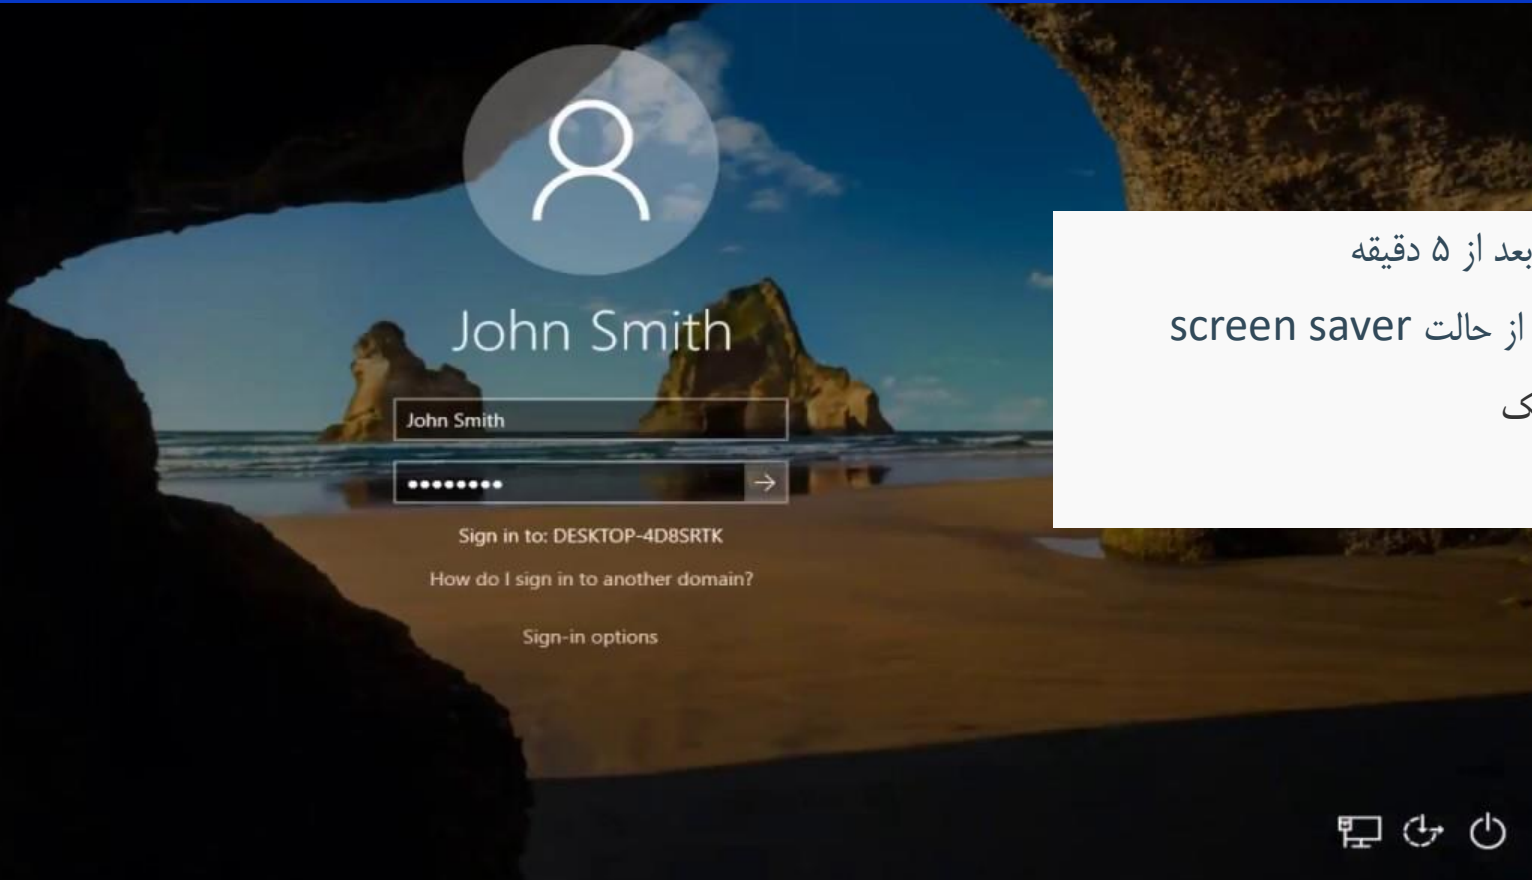 John Smith
John Smith
Sign in to: DESKTOP-4D8SRTK
How do I sign in to another domain?
Sign-in options
بعد از ۵ دقیقه
از حالت screen saver